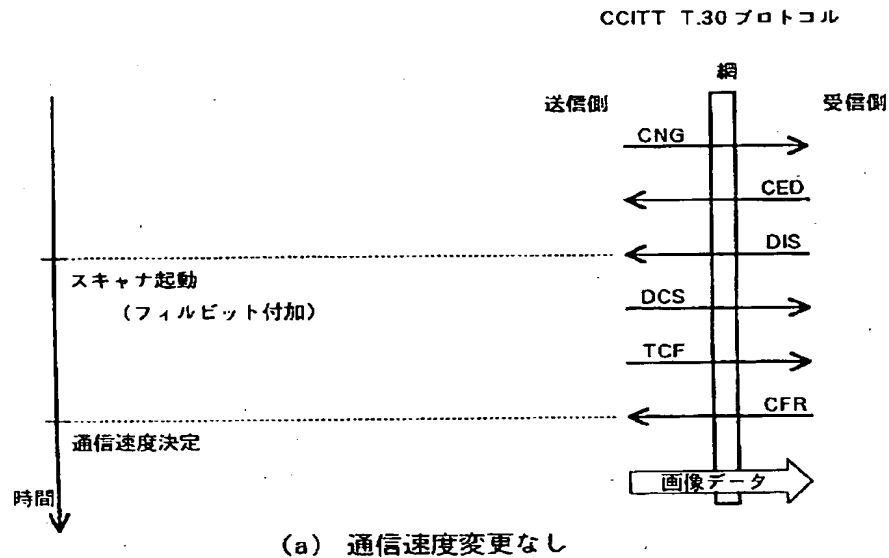 CCITT T.30 プロトコル
網
送信側
受信側
CNG
CED
DIS
スキャナ起動
(フィルビット付加)
DCS
TCF
CFR
通信速度決定
画像データ
時間
(a) 通信速度変更なし